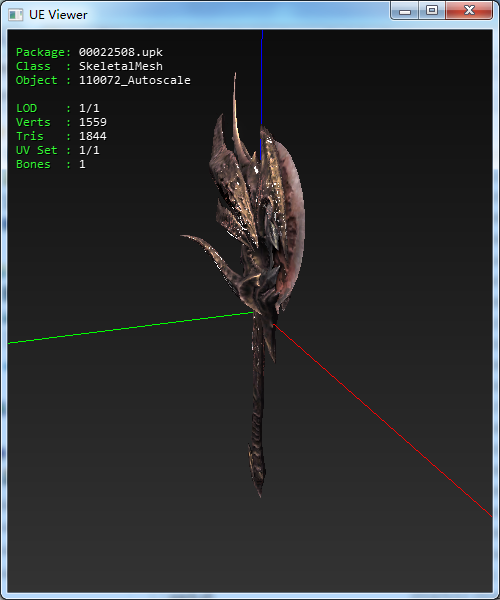 UE Viewer
Package: 00022508.upk
Class : SkeletalMesh
Object : 110072_Autoscale
LOD : 1/1
Verts : 1559
Tris : 1844
UV Set : 1/1
Bones : 1